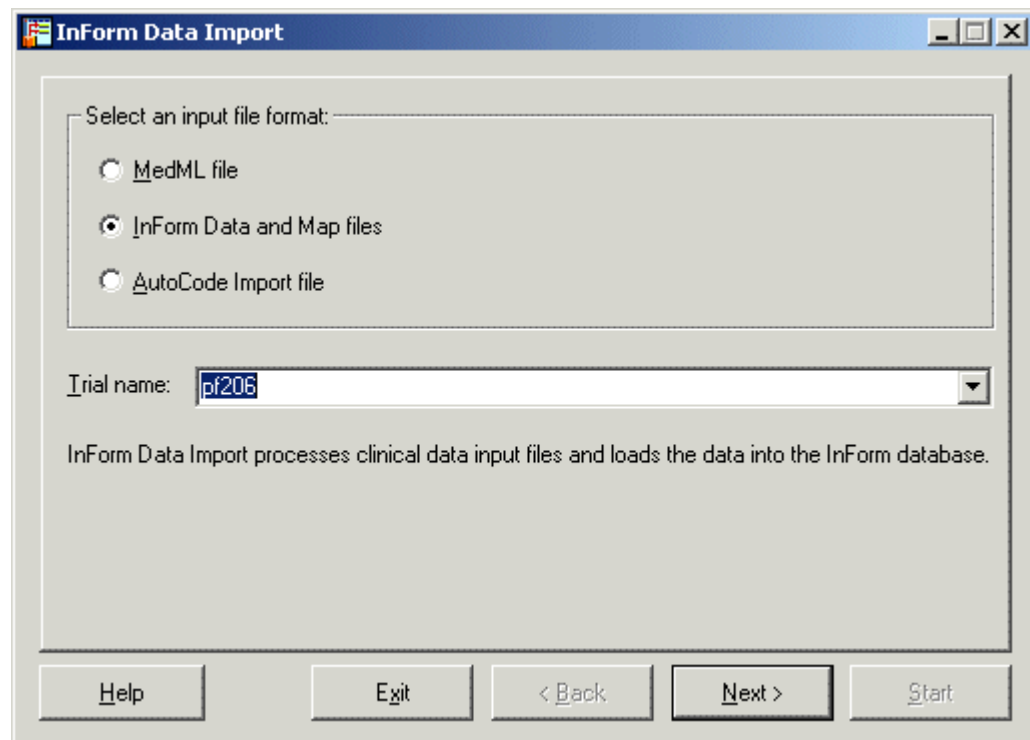 InForm Data Import
Select an input file format:
MedML file
InForm Data and Map files
AutoCode Import file
Trial name: pf206
InForm Data Import processes clinical data input files and loads the data into the InForm database.
Help Exit < Back Next > Start